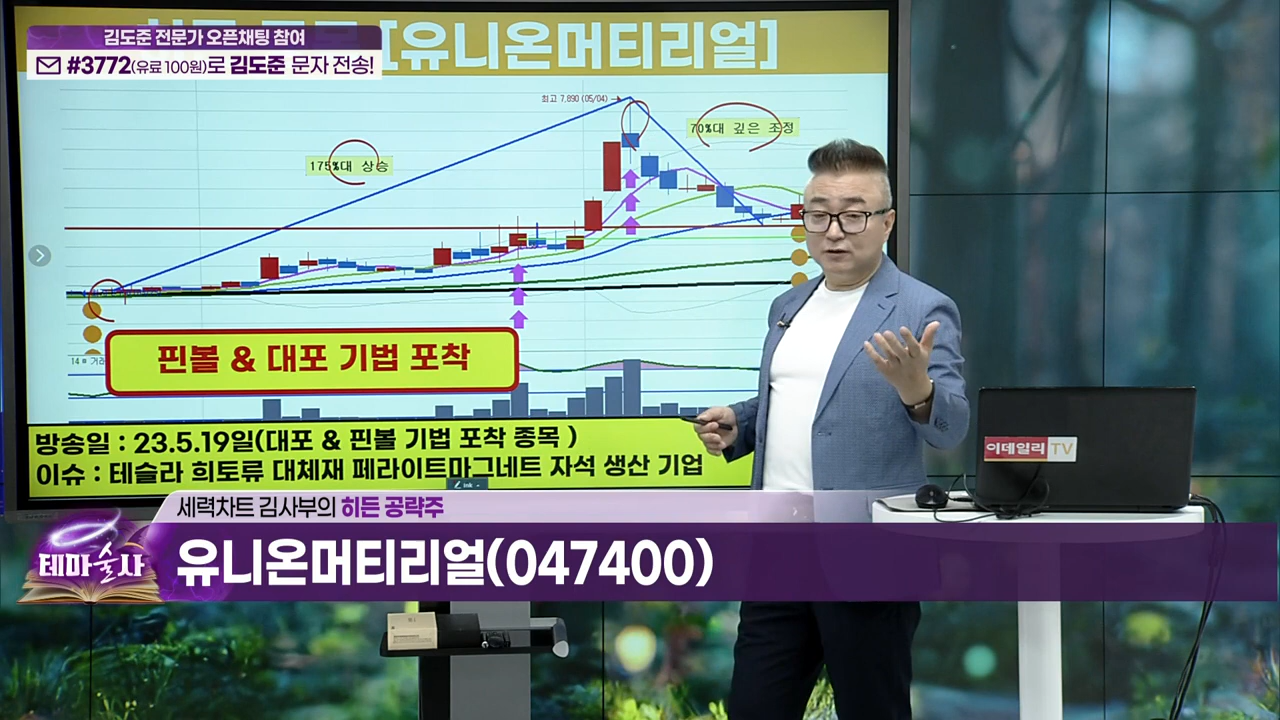 김도준 전문가 오픈채팅 참여
#3772(유료 100원)로 김도준 문자 전송!
[유니온머티리얼]
최고 7,890 (05/04)
175%대 상승
70%대 깊은 조정
핀볼 & 대포 기법 포착
방송일 : 23.5.19일(대포 & 핀볼 기법 포착 종목 )
이슈 : 테슬라 희토류 대체재 페라이트마그네트 자석 생산 기업
ink
이데일리 TV
세력차트 김사부의 히든 공략주
테마술사
유니온머티리얼(047400)